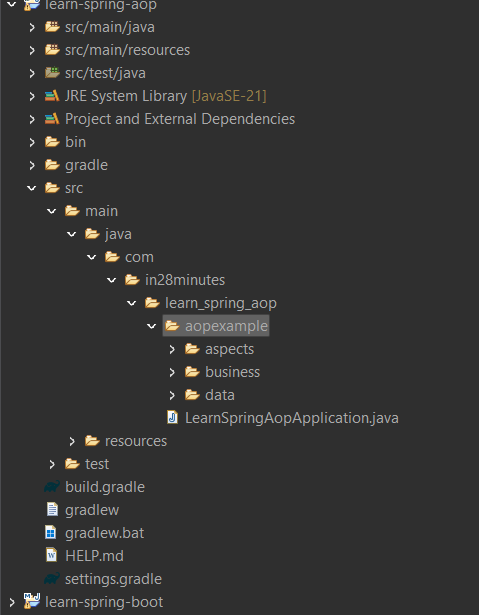 learn-spring-aop
src/main/java
src/main/resources
src/test/java
JRE System Library [JavaSE-21]
Project and External Dependencies
bin
gradle
src
main
java
com
in28minutes
learn_spring_aop
aopexample
aspects
business
data
LearnSpringAopApplication.java
resources
test
build.gradle
gradlew
gradlew.bat
HELP.md
settings.gradle
learn-spring-boot